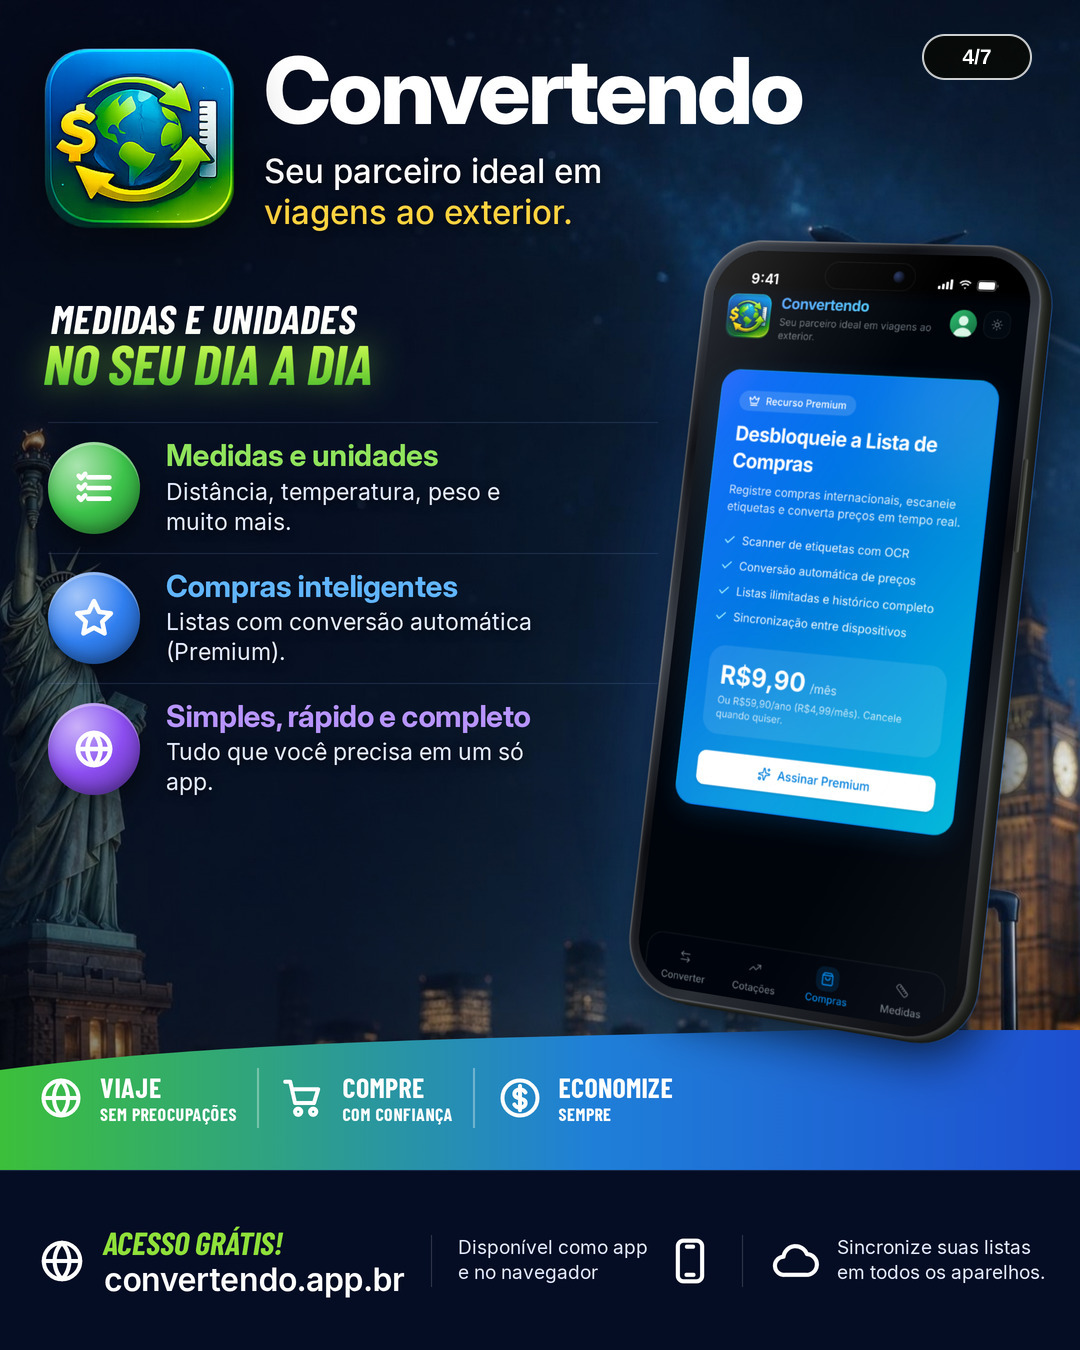 Convertendo
4/7
Seu parceiro ideal em
viagens ao exterior.
MEDIDAS E UNIDADES
NO SEU DIA A DIA
Medidas e unidades
Distância, temperatura, peso e
muito mais.
Compras inteligentes
Listas com conversão automática
(Premium).
Simples, rápido e completo
Tudo que você precisa em um só
app.
9:41
Convertendo
Seu parceiro ideal em viagens ao
exterior.
Recurso Premium
Desbloqueie a Lista de
Compras
Registre compras internacionais, escaneie
etiquetas e converta preços em tempo real.
Scanner de etiquetas com OCR
Conversão automática de preços
Listas ilimitadas e histórico completo
Sincronização entre dispositivos
R$9,90 /mês
Ou R$59,90/ano (R$4,99/mês). Cancele
quando quiser.
Assinar Premium
Converter
Cotações
Compras
Medidas
VIAJE
SEM PREOCUPAÇÕES
COMPRE
COM CONFIANÇA
ECONOMIZE
SEMPRE
ACESSO GRÁTIS!
convertendo.app.br
Disponível como app
e no navegador
Sincronize suas listas
em todos os aparelhos.